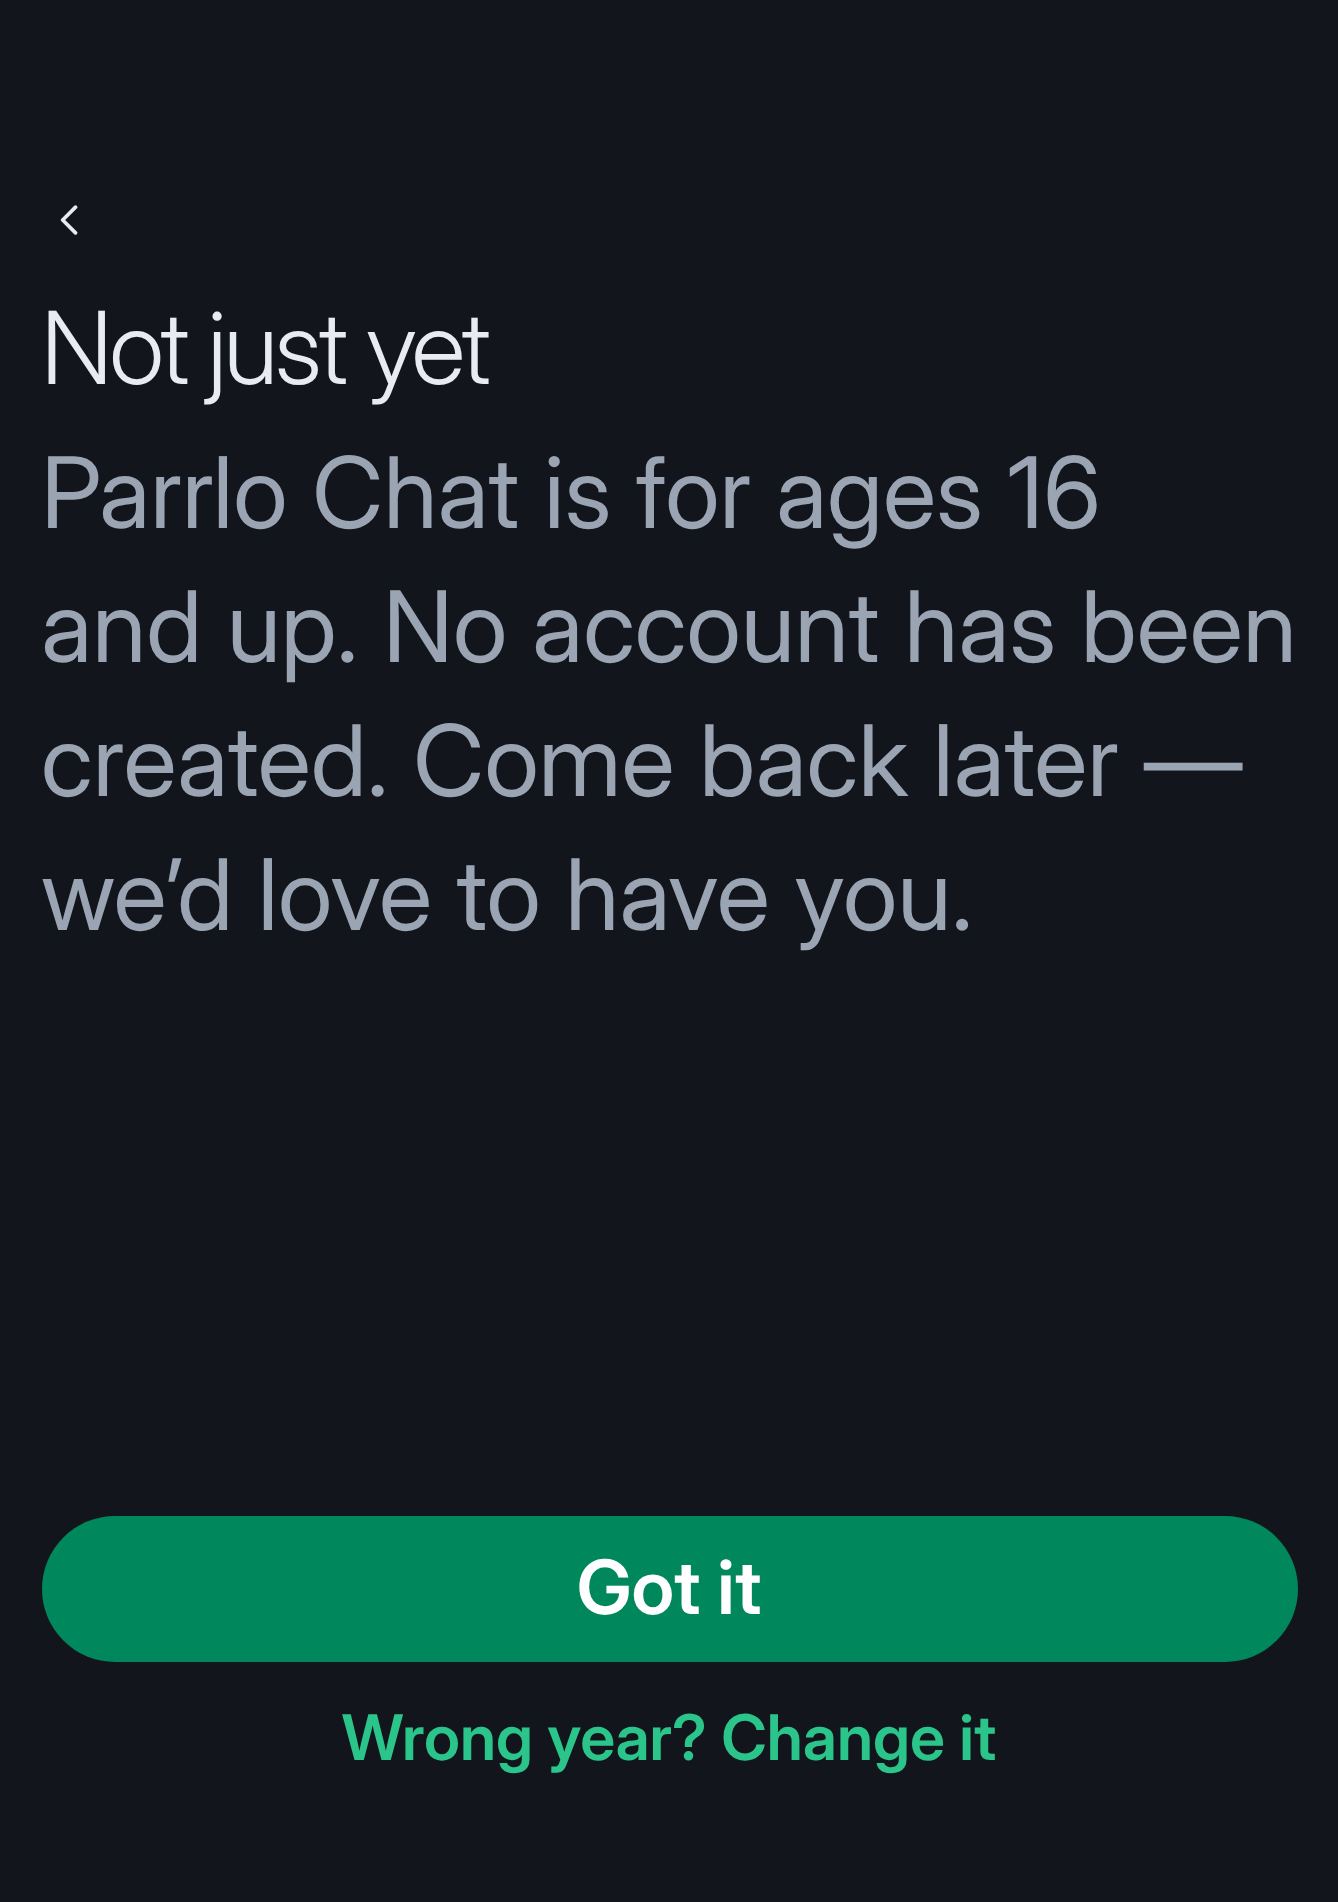 Not just yet
Parrlo Chat is for ages 16
and up. No account has been
created. Come back later —
we’d love to have you.
Got it
Wrong year? Change it